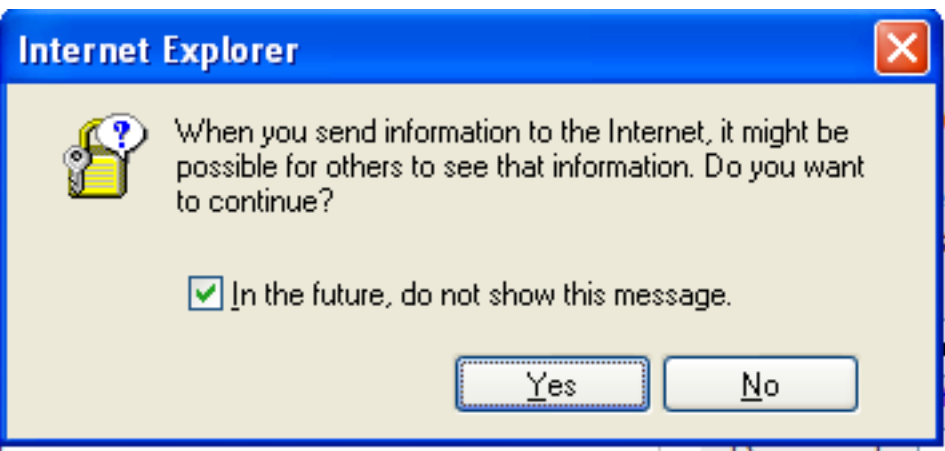 Internet Explorer
When you send information to the Internet, it might be
possible for others to see that information. Do you want
to continue?
In the future, do not show this message.
Yes
No